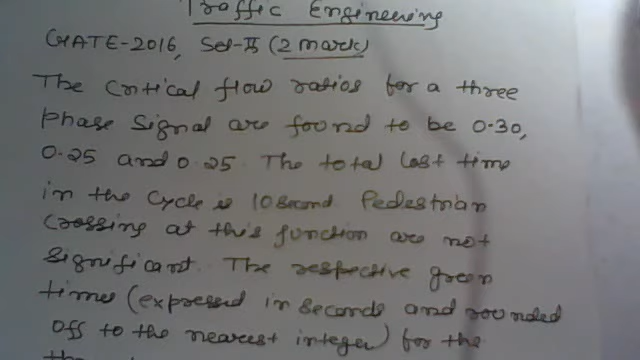 Traffic Engineering
GATE-2016, Set-II (2 mark)
The critical flow ratios for a three
phase signal are found to be 0.30,
0.25 and 0.25. The total lost time
in the cycle is 10 second. Pedestrian
crossing at this junction are not
significant. The respective green
times (expressed in seconds and rounded
off to the nearest integer) for the